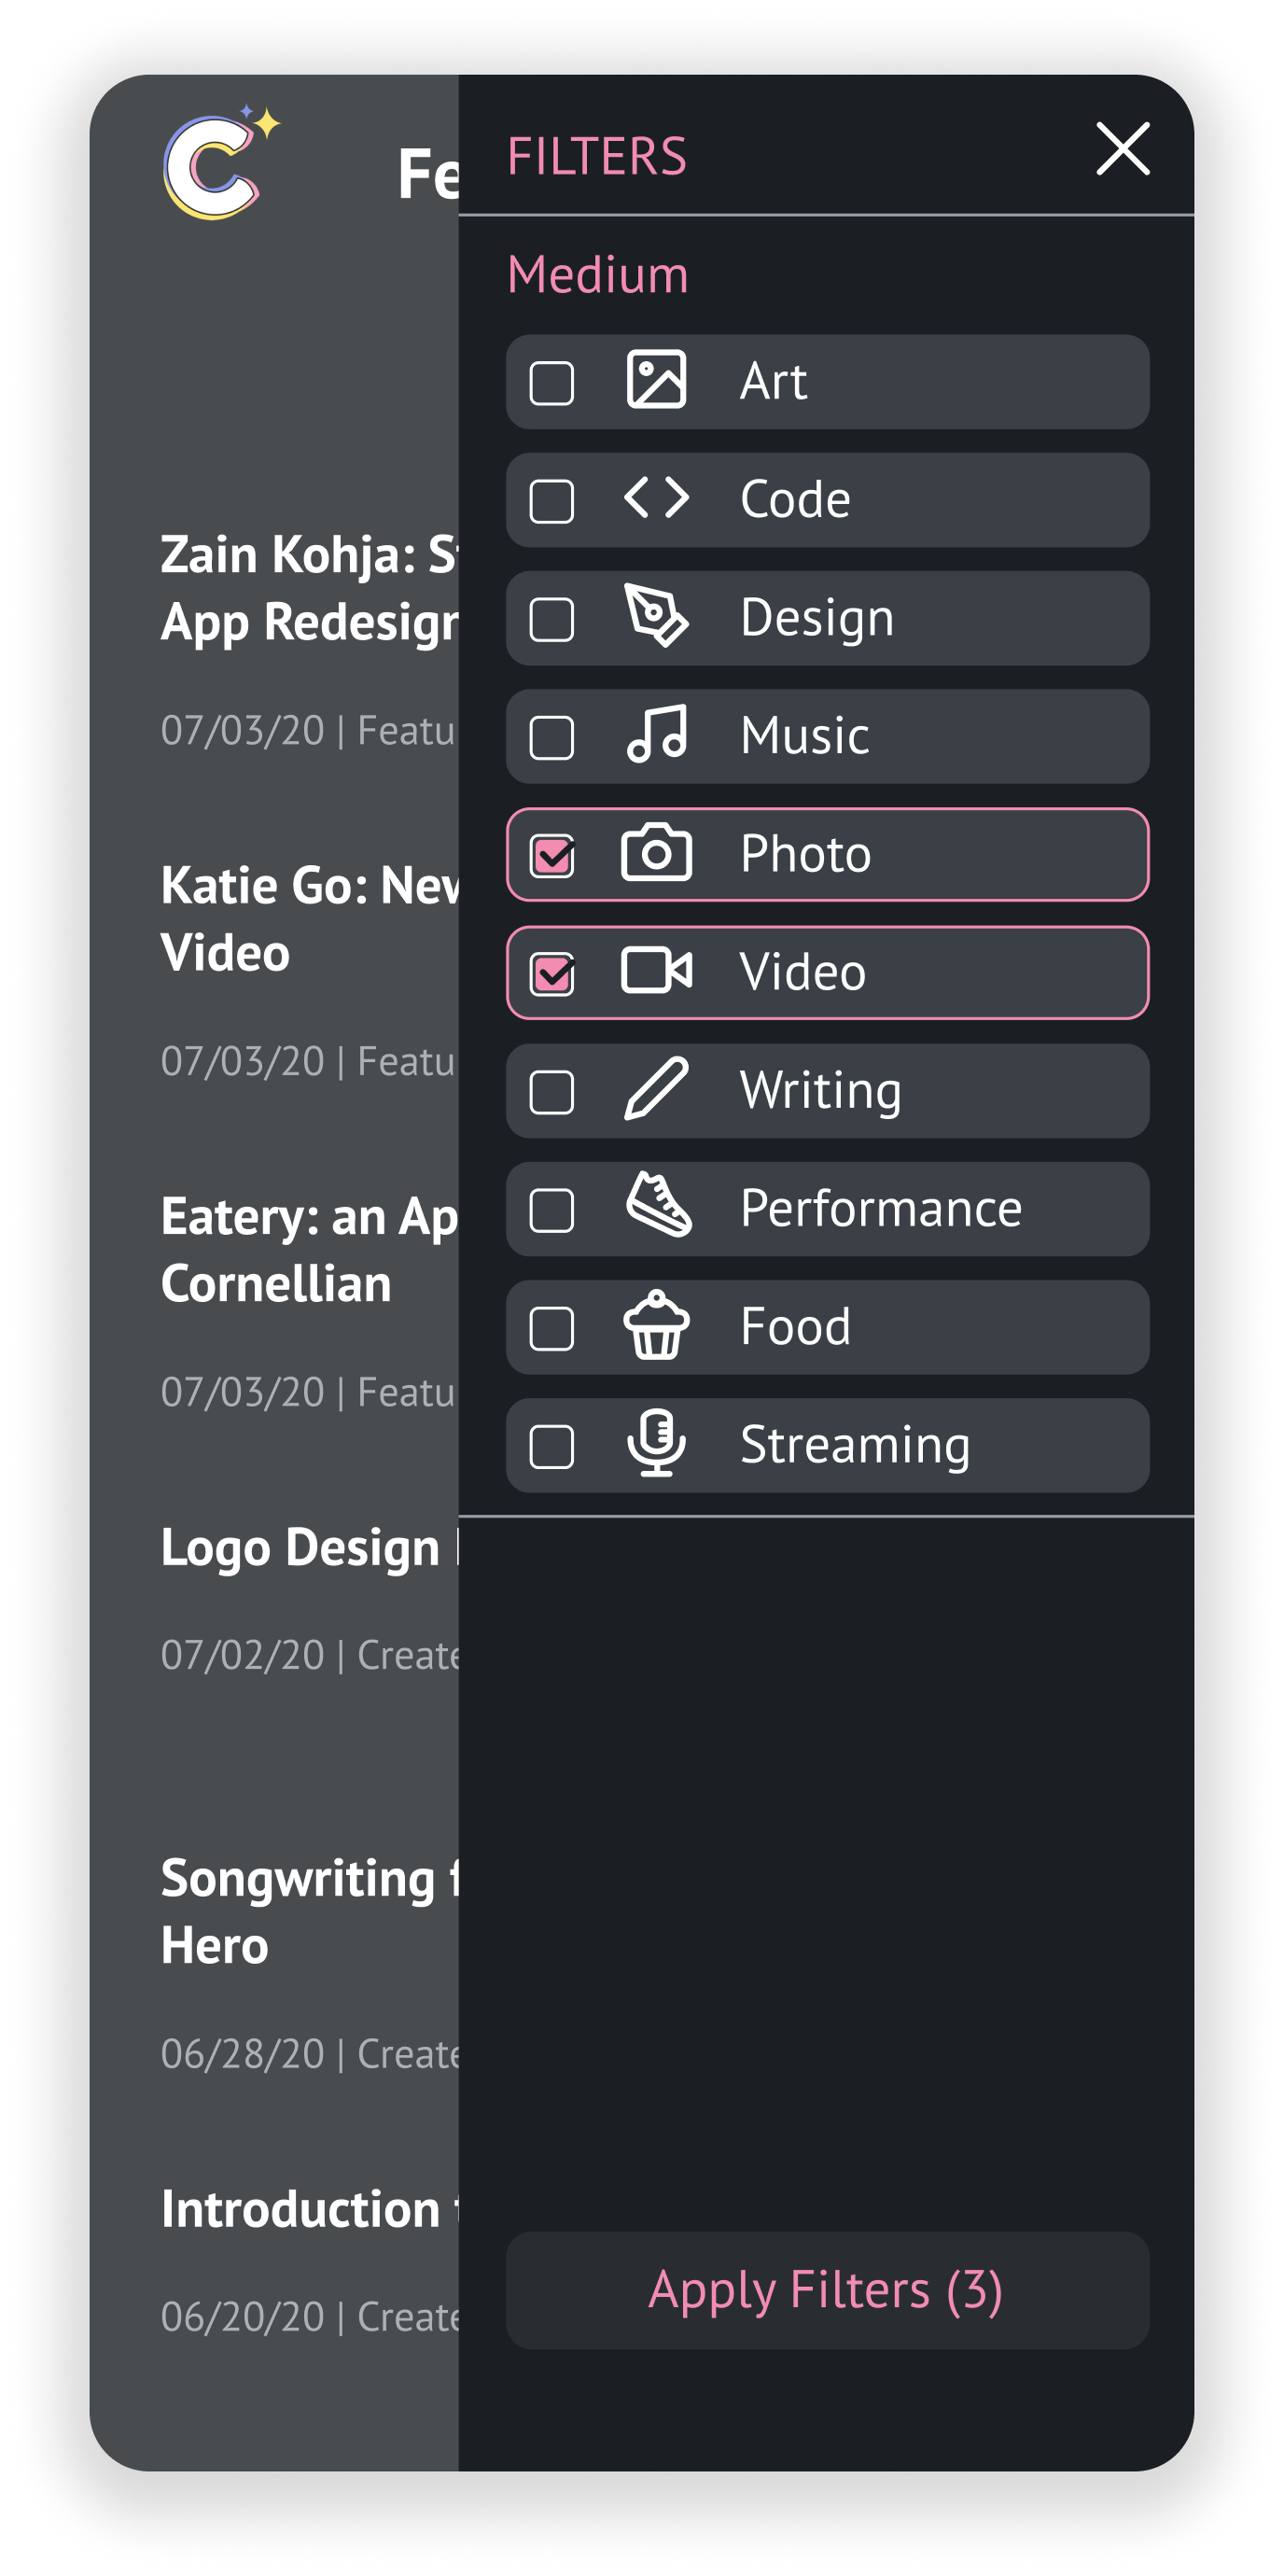 C
Fe
FILTERS
Medium
Art
Code
Design
Music
Photo
Video
Writing
Performance
Food
Streaming
Apply Filters (3)
Zain Kohja:
App Redesign
07/03/20 | Featu
Katie Go: New
Video
07/03/20 | Featu
Eatery: an Ap
Cornellian
07/03/20 | Featu
Logo Design
07/02/20 | Create
Songwriting f
Hero
06/28/20 | Create
Introduction t
06/20/20 | Create